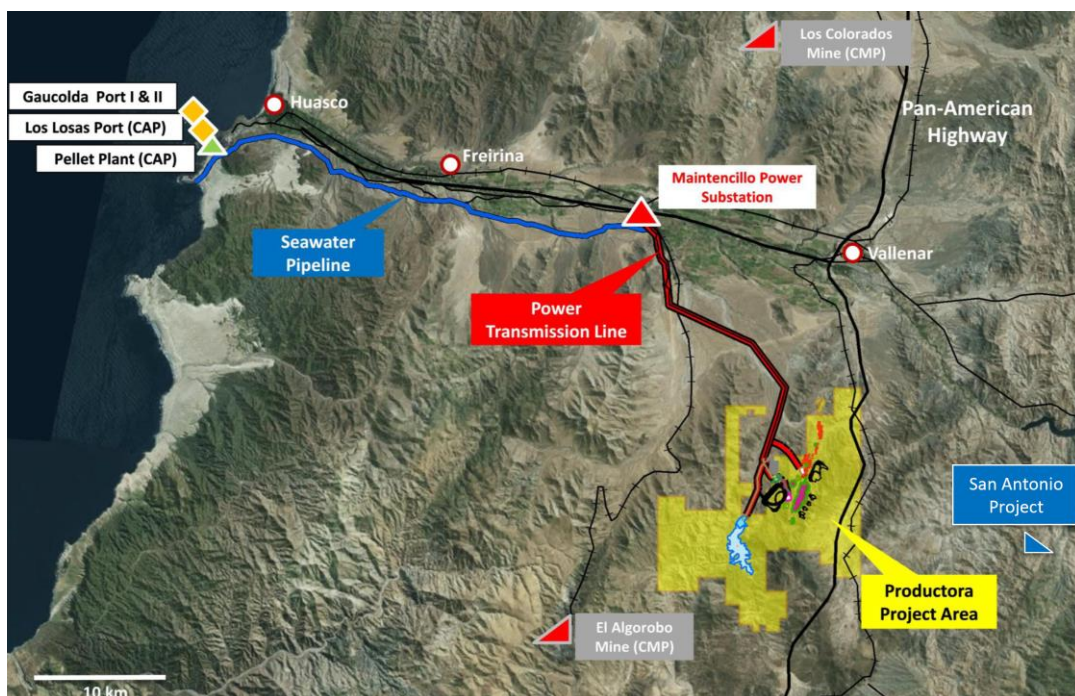 Los Colorados
Mine (CMP)
Gaucolda Port I & II
Los Losas Port (CAP)
Pellet Plant (CAP)
Huasco
Pan-American
Highway
Freirina
Maintencillo Power
Substation
Seawater
Pipeline
Vallenar
Power
Transmission Line
San Antonio
Project
Productora
Project Area
El Algorobo
Mine (CMP)
10 km